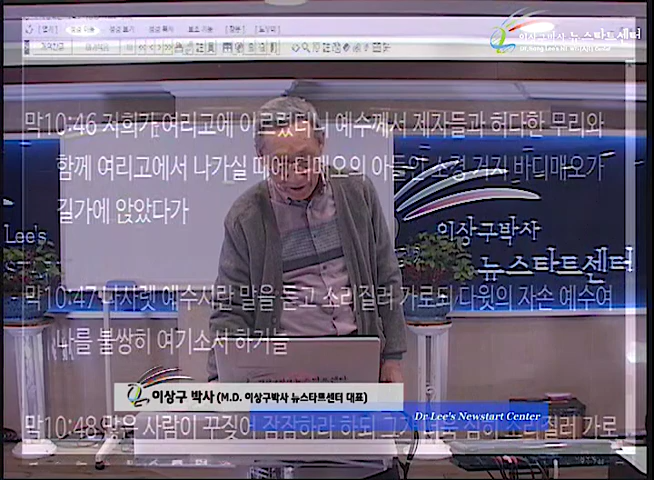 이상구박사 뉴스타트센터
막10:46 저희가 여리고에 이르렀더니 예수께서 제자들과 허다한 무리와
함께 여리고에서 나가실 때에 디매오의 아들인 소경 거지 바디매오가
길가에 앉았다가
Lee's
이상구박사
뉴스타트센터
막10:47 나사렛 예수시란 말을 듣고 소리질러 가로되 다윗의 자손 예수여
나를 불쌍히 여기소서 하거늘
이상구 박사 (M.D. 이상구박사 뉴스타트센터 대표)
Dr Lee's Newstart Center
막10:48 많은 사람이 꾸짖어 잠잠하라 하되 그가 더욱 심히 소리질러 가로